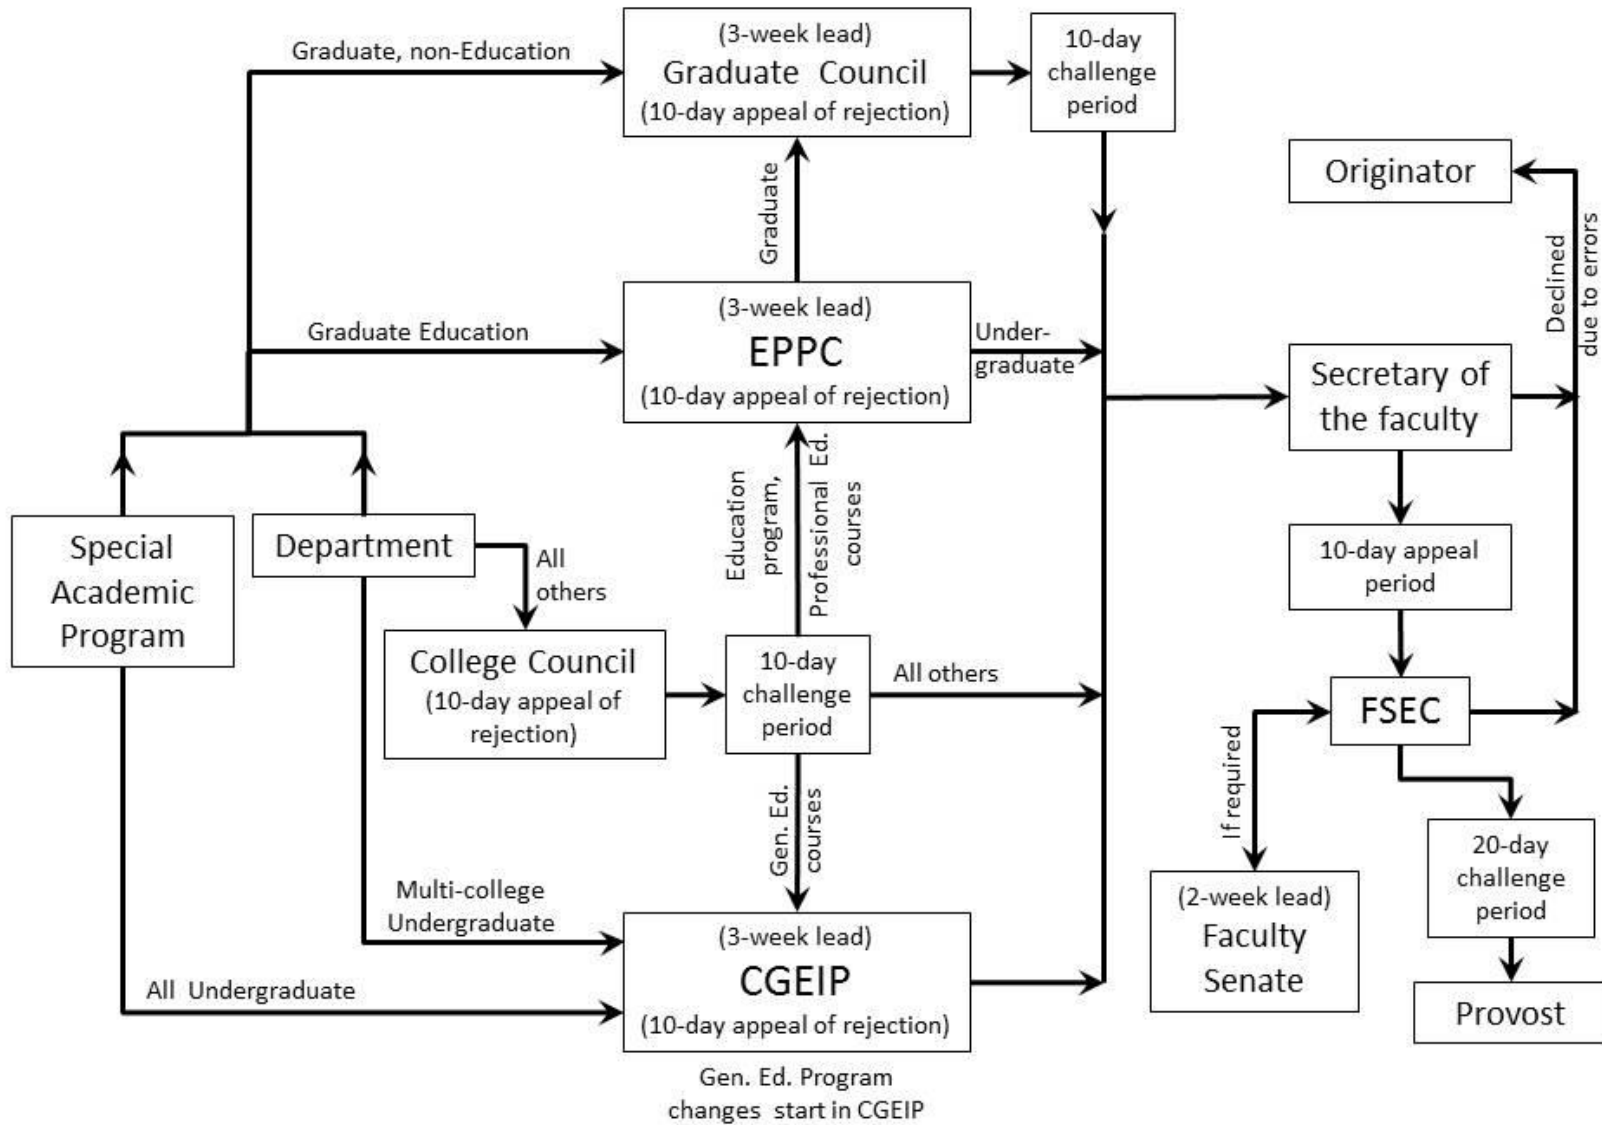 Graduate, non-Education
(3-week lead)
Graduate Council
(10-day appeal of rejection)
10-day
challenge
period
Originator
Graduate
Declined
due to errors
Graduate Education
(3-week lead)
EPPC
(10-day appeal of rejection)
Under-
graduate
Secretary of
the faculty
Education
program,
Professional Ed.
courses
Special
Academic
Program
Department
All
others
10-day appeal
period
College Council
(10-day appeal of
rejection)
10-day
challenge
period
All others
FSEC
If required
Gen. Ed.
courses
20-day
challenge
period
Multi-college
Undergraduate
(2-week lead)
Faculty
Senate
(3-week lead)
CGEIP
(10-day appeal of rejection)
All Undergraduate
Provost
Gen. Ed. Program
changes start in CGEIP